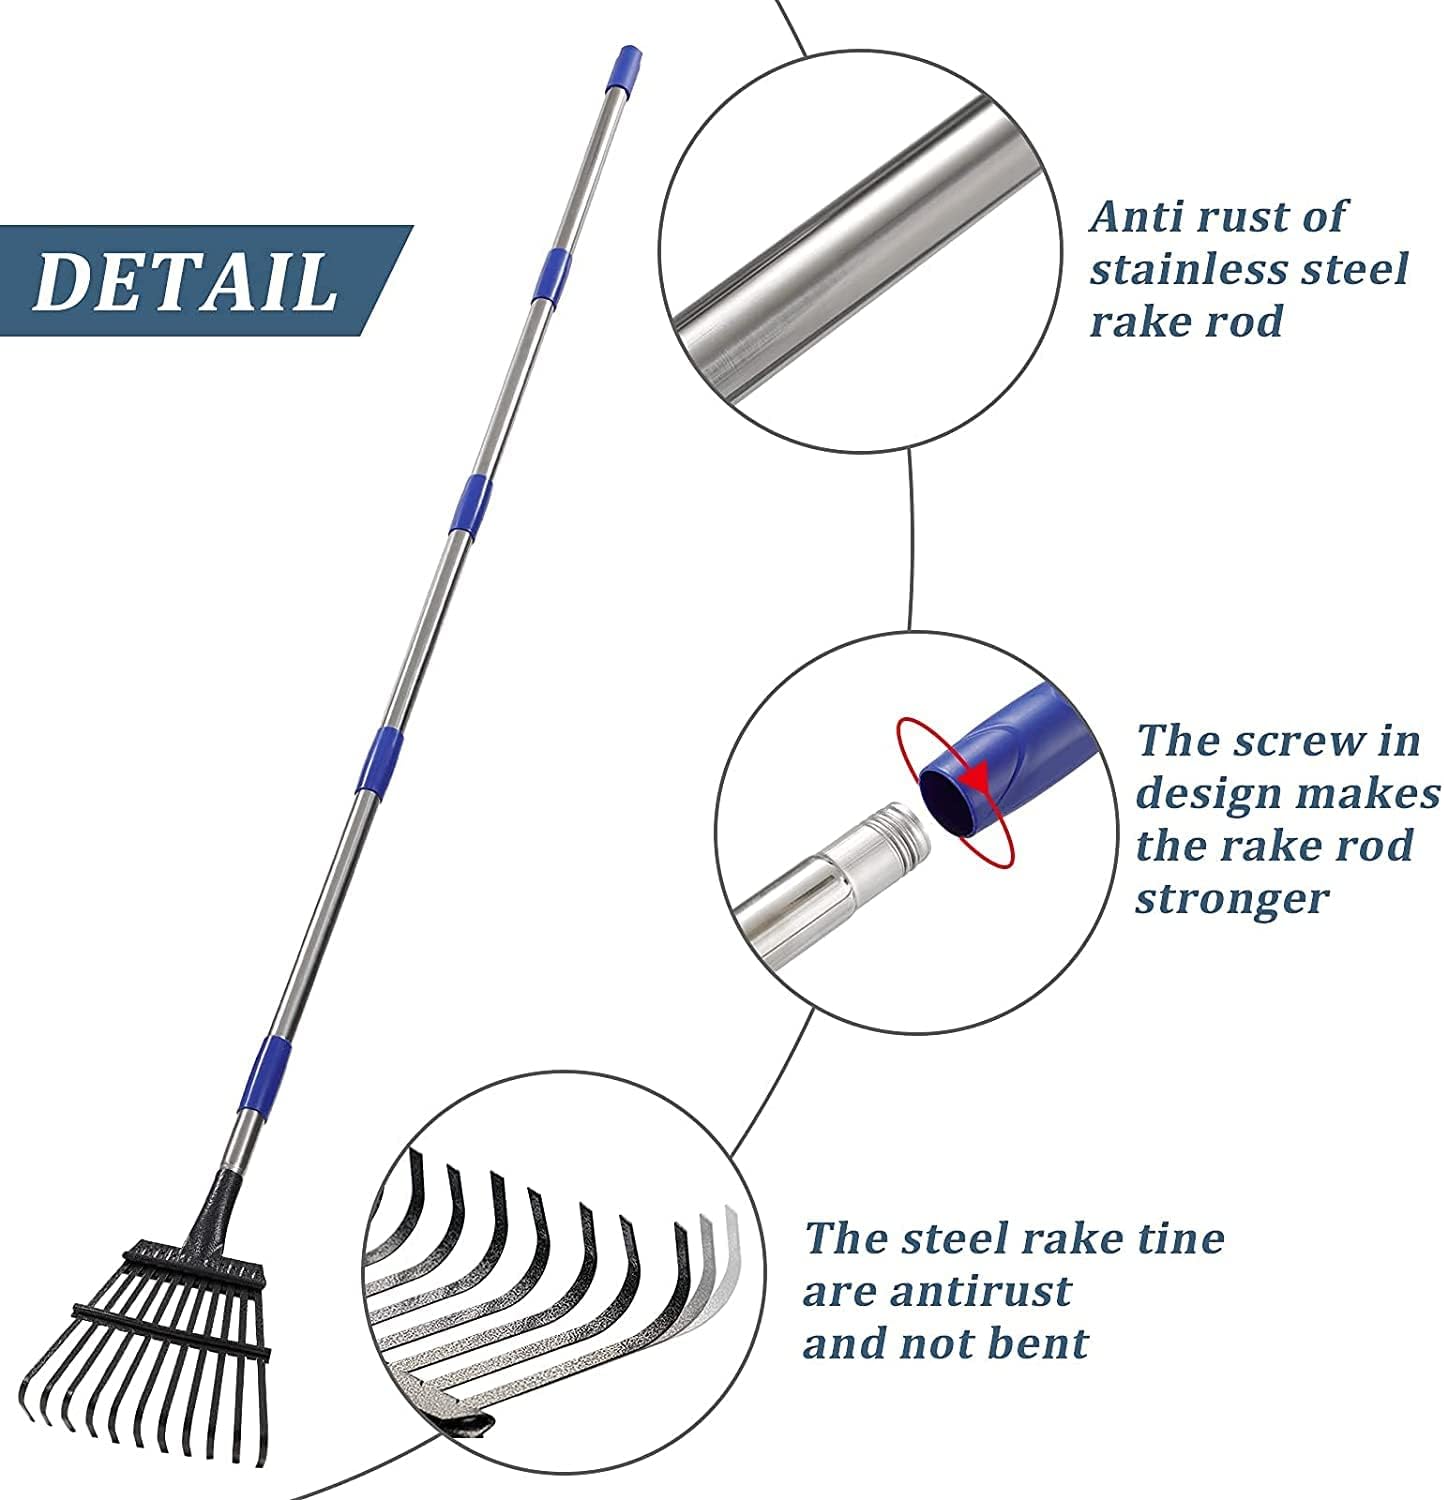 DETAIL
Anti rust of
stainless steel
rake rod
The screw in
design makes
the rake rod
stronger
The steel rake tine
are antirust
and not bent